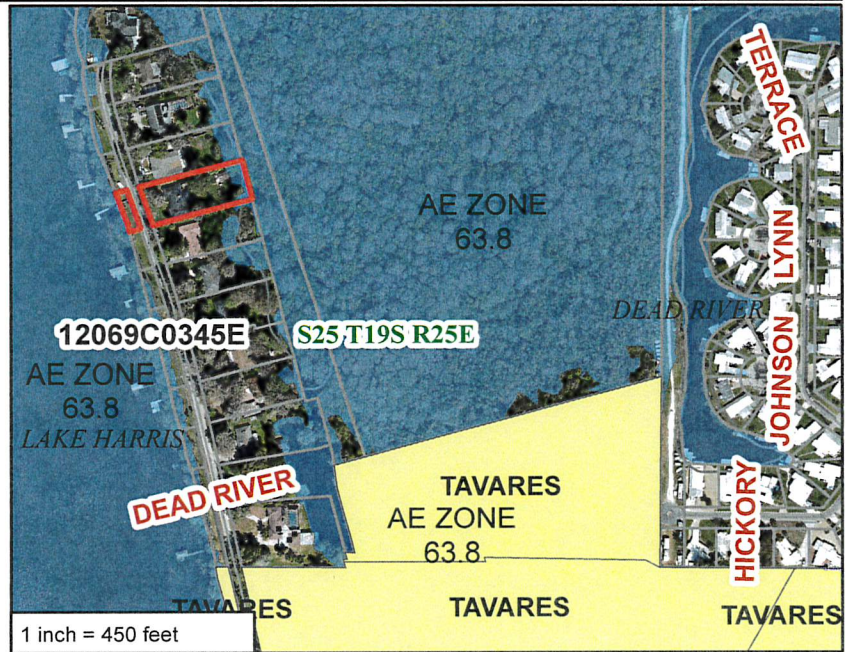 TERRACE
AE ZONE
63.8
LYNN
DEAD RIVER
12069C0345E
S25 T19S R25E
JOHNSON
AE ZONE
63.8
LAKE HARRIS
DEAD RIVER
TAVARES
AE ZONE
63.8
HICKORY
TAVARES
TAVARES
TAVARES
1 inch = 450 feet